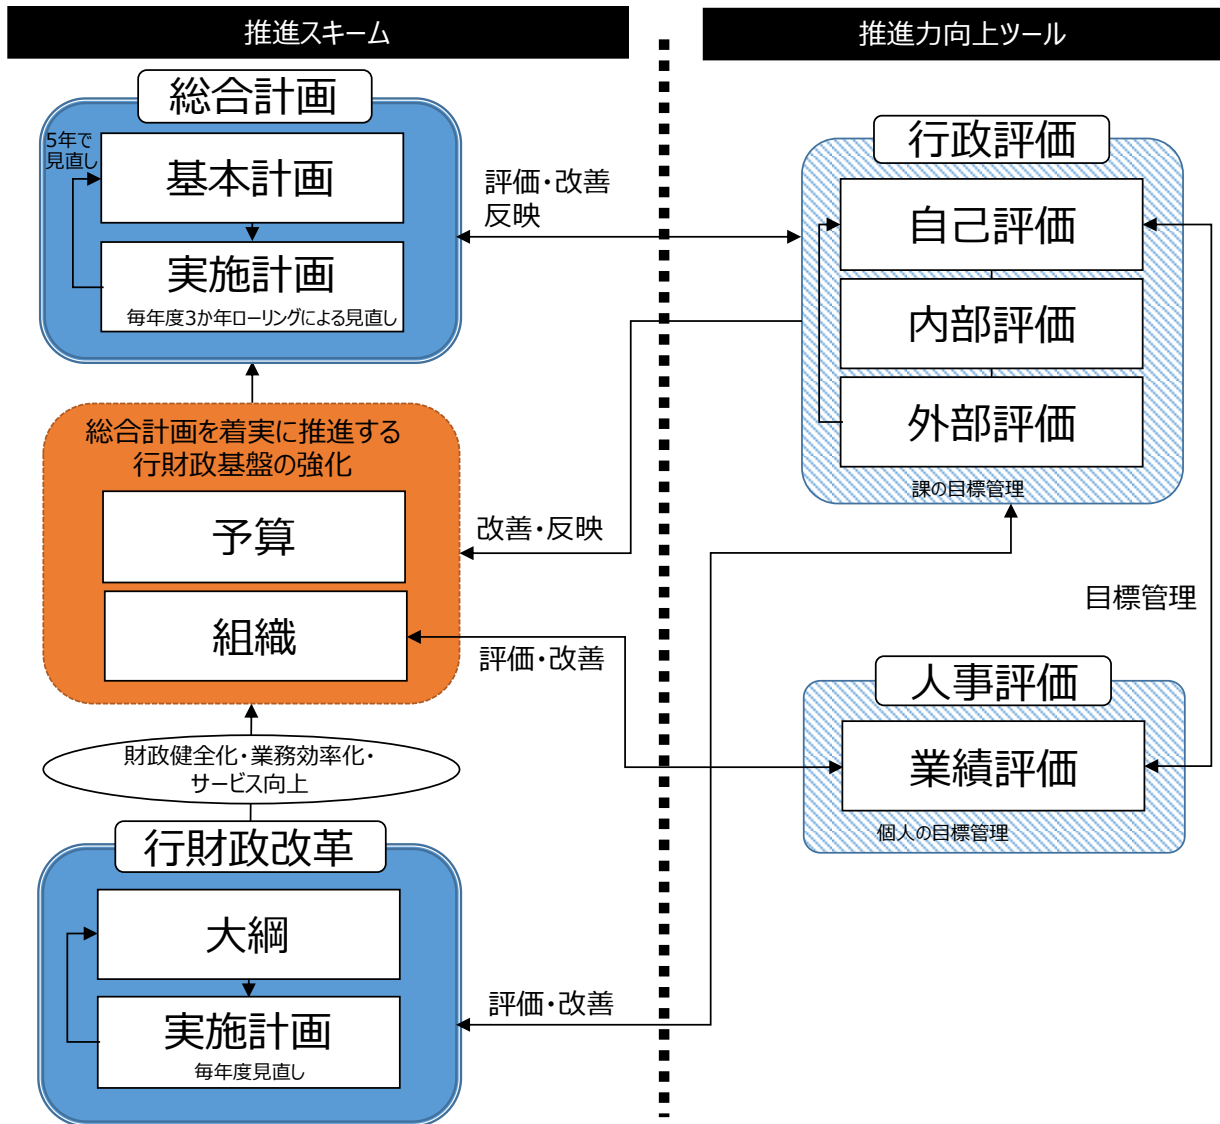 推進スキーム
総合計画
5年で
見直し
基本計画
実施計画
毎年度3か年ローリングによる見直し
総合計画を着実に推進する
行財政基盤の強化
予算
組織
財政健全化・業務効率化・
サービス向上
行財政改革
大綱
実施計画
毎年度見直し
評価・改善
反映
改善・反映
評価・改善
評価・改善
推進力向上ツール
行政評価
自己評価
内部評価
外部評価
課の目標管理
目標管理
人事評価
業績評価
個人の目標管理